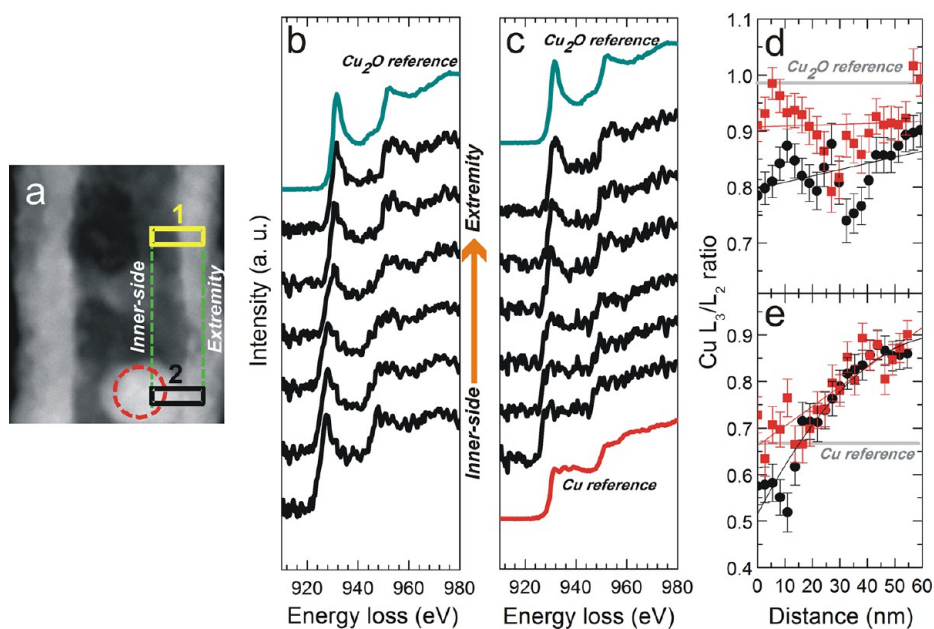 a
1
Inner-side
Extremity
2
b
Cu₂O reference
Intensity (a. u.)
920 940 960 980
Energy loss (eV)
Extremity
Inner-side
c
Cu₂O reference
Cu reference
920 940 960 980
Energy loss (eV)
Cu L₃/L₂ ratio
d
1.1
1.0
0.9
0.8
0.7
Cu₂O reference
e
0.9
0.8
0.7
0.6
0.5
0.4
Cu reference
0 10 20 30 40 50 60
Distance (nm)